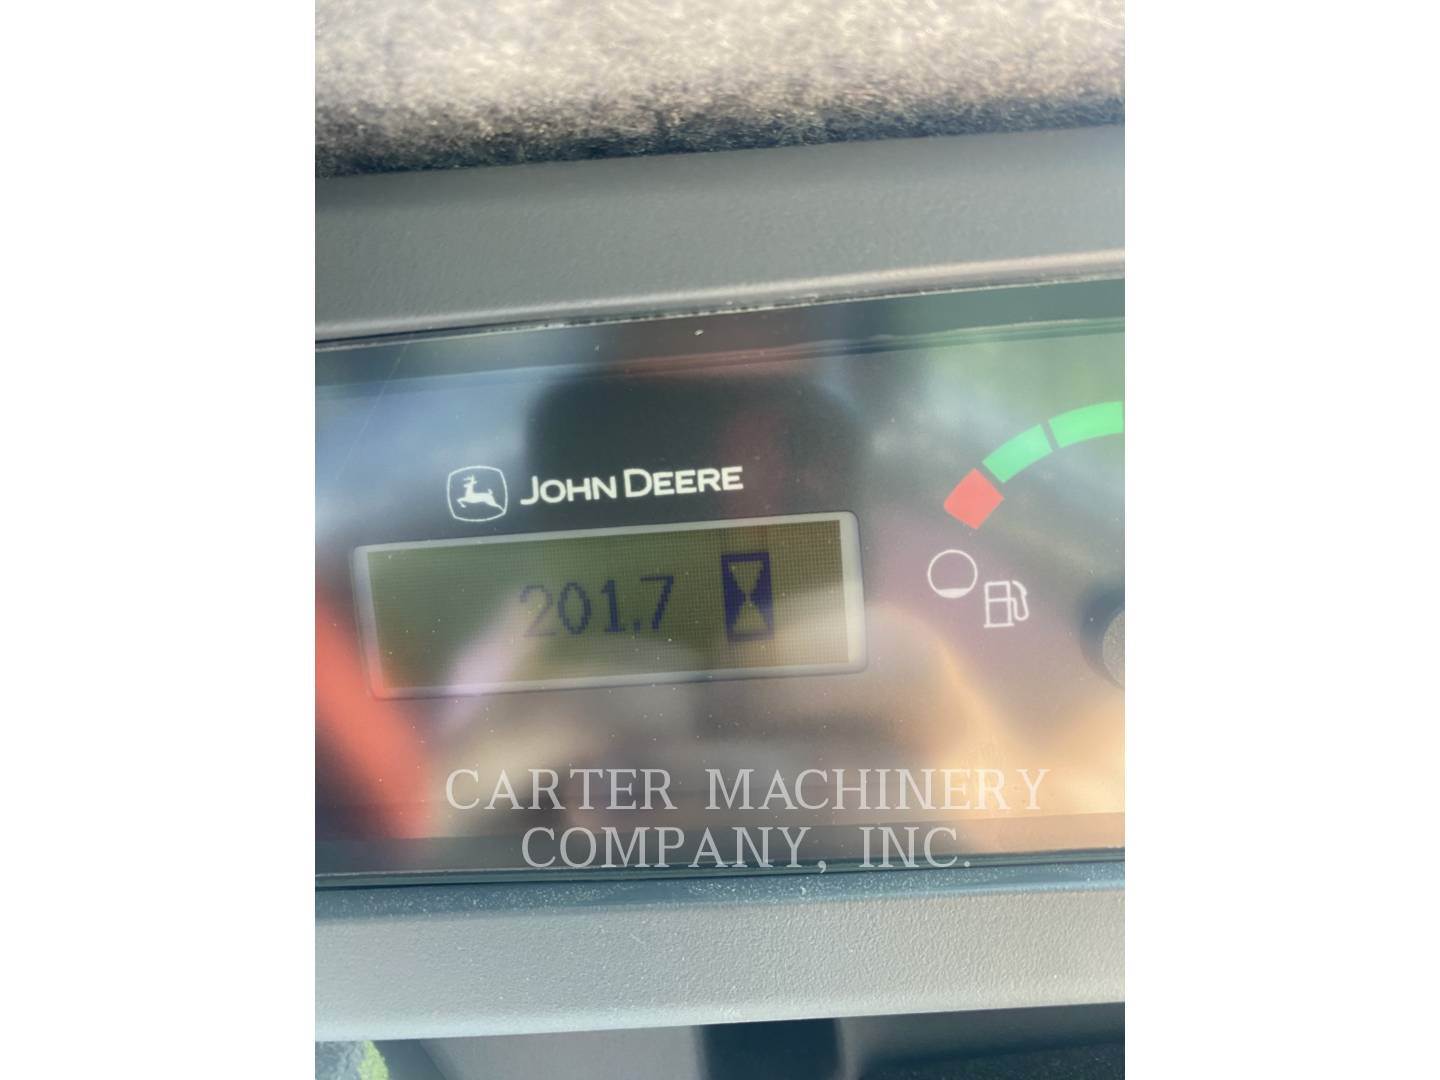 JOHN DEERE
201.7
CARTER MACHINERY
COMPANY, INC.